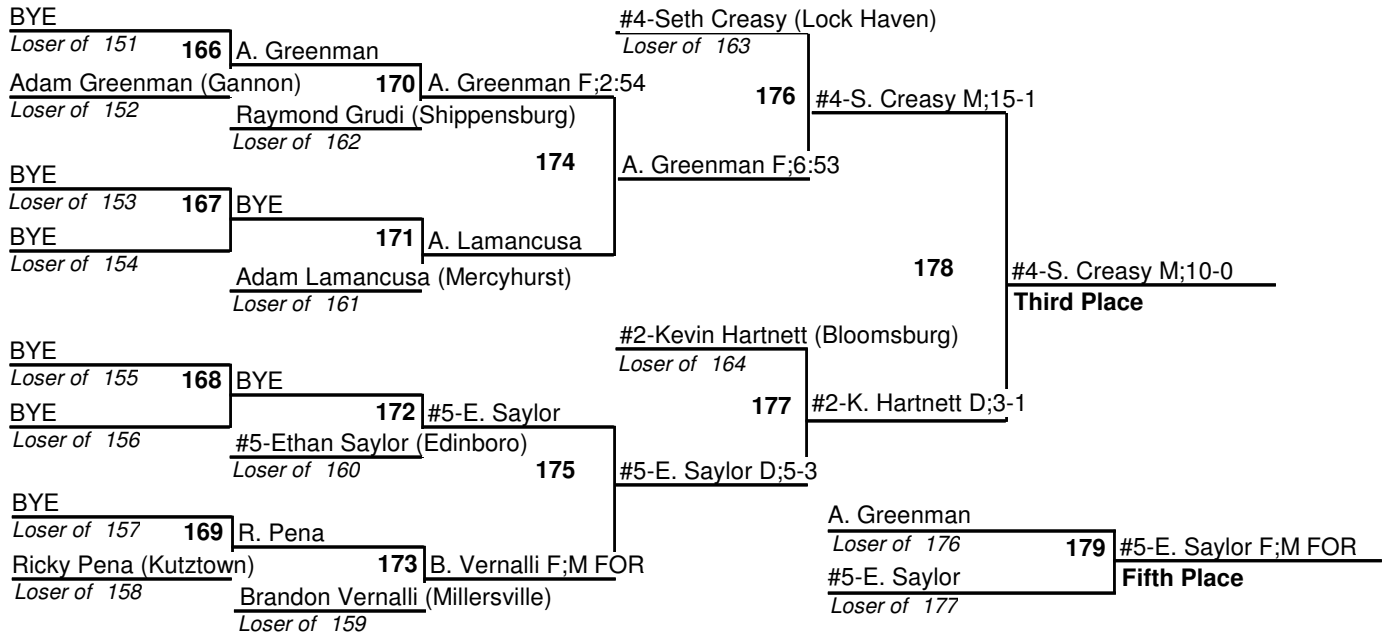 BYE
Loser of 151
166
A. Greenman
Adam Greenman (Gannon)
Loser of 152
170
A. Greenman F;2:54
Raymond Grudi (Shippensburg)
Loser of 162
BYE
Loser of 153
167
BYE
BYE
Loser of 154
171
A. Lamancusa
Adam Lamancusa (Mercyhurst)
Loser of 161
174
A. Greenman F;6:53
#4-Seth Creasy (Lock Haven)
Loser of 163
176
#4-S. Creasy M;15-1
BYE
Loser of 155
168
BYE
BYE
Loser of 156
172
#5-E. Saylor
#5-Ethan Saylor (Edinboro)
Loser of 160
BYE
Loser of 157
169
R. Pena
Ricky Pena (Kutztown)
Loser of 158
173
B. Vernalli F;M FOR
Brandon Vernalli (Millersville)
Loser of 159
175
#5-E. Saylor D;5-3
#2-Kevin Hartnett (Bloomsburg)
Loser of 164
177
#2-K. Hartnett D;3-1
178
#4-S. Creasy M;10-0
Third Place
A. Greenman
Loser of 176
#5-E. Saylor
Loser of 177
179
#5-E. Saylor F;M FOR
Fifth Place